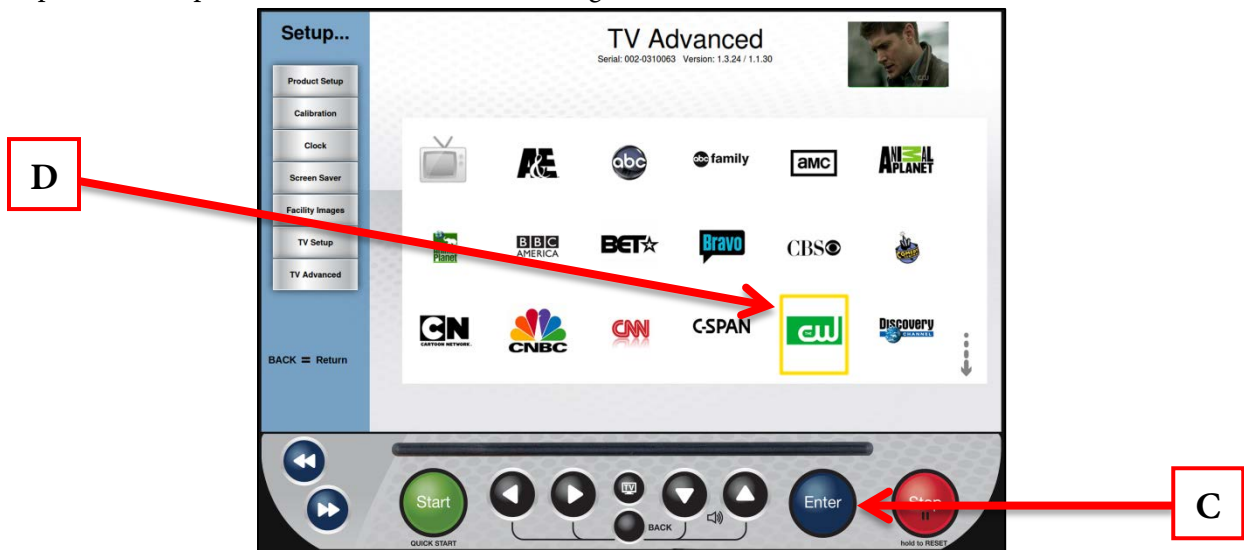 Setup...
TV Advanced
Serial: 002-0310063 Version: 1.3.24 / 1.1.30
Product Setup
Calibration
Clock
Screen Saver
Facility Images
TV Setup
TV Advanced
BACK = Return
A&E
abc
abc family
aMC
ANIMAL PLANET
Planet
BBC AMERICA
BET
Bravo
CBS
CN CARTOON NETWORK.
CNBC
CNN
C-SPAN
CW
DISCOVERY CHANNEL
D
C
Start
QUICK START
TV
BACK
Enter
Stop
hold to RESET